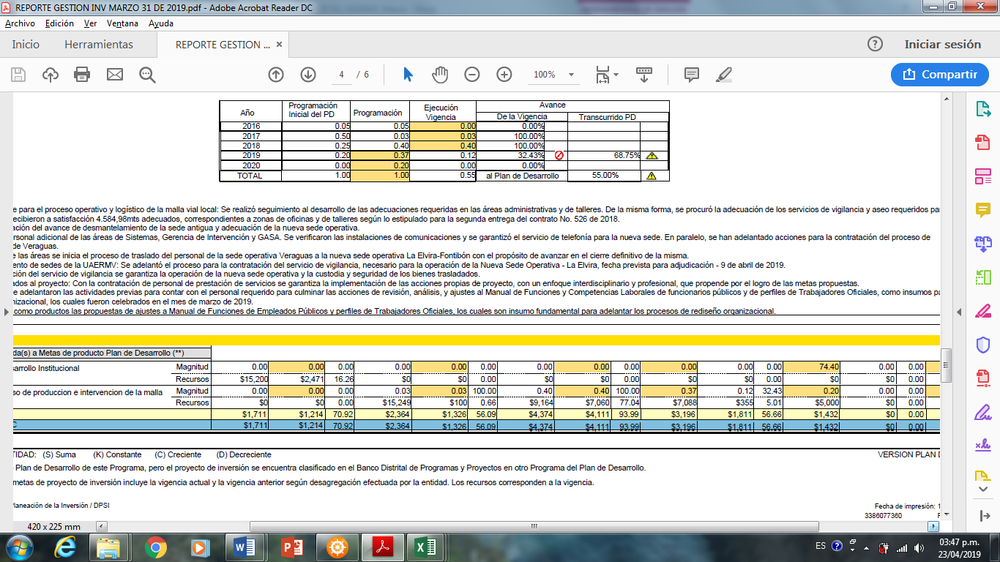 REPORTE GESTION INV MARZO 31 DE 2019.pdf - Adobe Acrobat Reader DC
Archivo Edición Ver Ventana Ayuda
Inicio Herramientas REPORTE GESTION ... × Iniciar sesión
4 / 6 100% Compartir
Año Programación Inicial del PD Programación Ejecución Vigencia Avance
De la Vigencia Transcurrido PD
2016 0.05 0.05 0.00 0.00%
2017 0.50 0.03 0.03 100.00%
2018 0.25 0.40 0.40 100.00%
2019 0.20 0.37 0.12 32.43% 68.75%
2020 0.00 0.20 0.00 0.00%
TOTAL 1.00 1.00 0.55 al Plan de Desarrollo 55.00%
e para el proceso operativo y logístico de la malla vial local: Se realizó seguimiento al desarrollo de las adecuaciones requeridas en las áreas administrativas y de talleres. De la misma forma, se procuró la adecuación de los servicios de vigilancia y aseo requeridos pa
ecibieron a satisfacción 4.584,98mts adecuados, correspondientes a zonas de oficinas y de talleres según lo estipulado para la segunda entrega del contrato No. 526 de 2018.
ación del avance de desmantelamiento de la sede antigua y adecuación de la nueva sede operativa.
rsonal adicional de las áreas de Sistemas, Gerencia de Intervención y GASA. Se verificaron las instalaciones de comunicaciones y se garantizó el servicio de telefonía para la nueva sede. En paralelo, se han adelantado acciones para la contratación del proceso de
de Veraguas.
e las áreas se inicia el proceso de traslado del personal de la sede operativa Veraguas a la nueva sede operativa La Elvira-Fontibón con el propósito de avanzar en el cierre definitivo de la misma.
ento de sedes de la UAERMV: Se adelantó el proceso para la contratación del servicio de vigilancia, necesario para la operación de la Nueva Sede Operativa - La Elvira, fecha prevista para adjudicación - 9 de abril de 2019.
ción del servicio de vigilancia se garantiza la operación de la nueva sede operativa y la custodia y seguridad de los bienes trasladados.
ados al proyecto: Con la contratación de personal de prestación de servicios se garantiza la implementación de las acciones propias de proyecto, con un enfoque interdisciplinario y profesional, que propende por el logro de las metas propuestas.
e adelantaron las actividades previas para contar con el personal requerido para culminar las acciones de revisión, análisis, y ajustes al Manual de Funciones y Competencias Laborales de funcionarios públicos y de perfiles de Trabajadores Oficiales, como insumos pa
nizacional, los cuales fueron celebrados en el mes de marzo de 2019.
como productos las propuestas de ajustes a Manual de Funciones de Empleados Públicos y perfiles de Trabajadores Oficiales, los cuales son insumo fundamental para adelantar los procesos de rediseño organizacional.
da(s) a Metas de producto Plan de Desarrollo (**)
sarrollo Institucional Magnitud 0.00 0.00 0.00 0.00 0.00 0.00 0.00 0.00 0.00 0.00 0.00 0.00 74.40 0.00 0.00
Recursos $15,200 $2,471 16.26 $0 $0 0.00 $0 $0 0.00 $0 $0 0.00 $0 $0 0.00
so de produccion e intervencion de la malla Magnitud 0.00 0.00 0.00 0.03 0.03 100.00 0.40 0.40 100.00 0.37 0.12 32.43 0.20 0.00 0.00
Recursos $0 $0 0.00 $15,249 $100 0.66 $9,164 $7,060 77.04 $7,088 $355 5.01 $5,000 $0 0.00
$1,711 $1,214 70.92 $2,364 $1,326 56.09 $4,374 $4,111 93.99 $3,196 $1,811 56.66 $1,432 $0 0.00
C $1,711 $1,214 70.92 $2,364 $1,326 56.09 $4,374 $4,111 93.99 $3,196 $1,811 56.66 $1,432 $0 0.00
TIDAD: (S) Suma (K) Constante (C) Creciente (D) Decreciente VERSION PLAN D
Plan de Desarrollo de este Programa, pero el proyecto de inversión se encuentra clasificado en el Banco Distrital de Programas y Proyectos en otro Programa del Plan de Desarrollo.
metas de proyecto de inversión incluye la vigencia actual y la vigencia anterior según desagregación efectuada por la entidad. Los recursos corresponden a la vigencia.
Planeación de la Inversión / DPSI Fecha de impresión: 1
3386077360
420 x 225 mm
ES 03:47 p.m.
23/04/2019